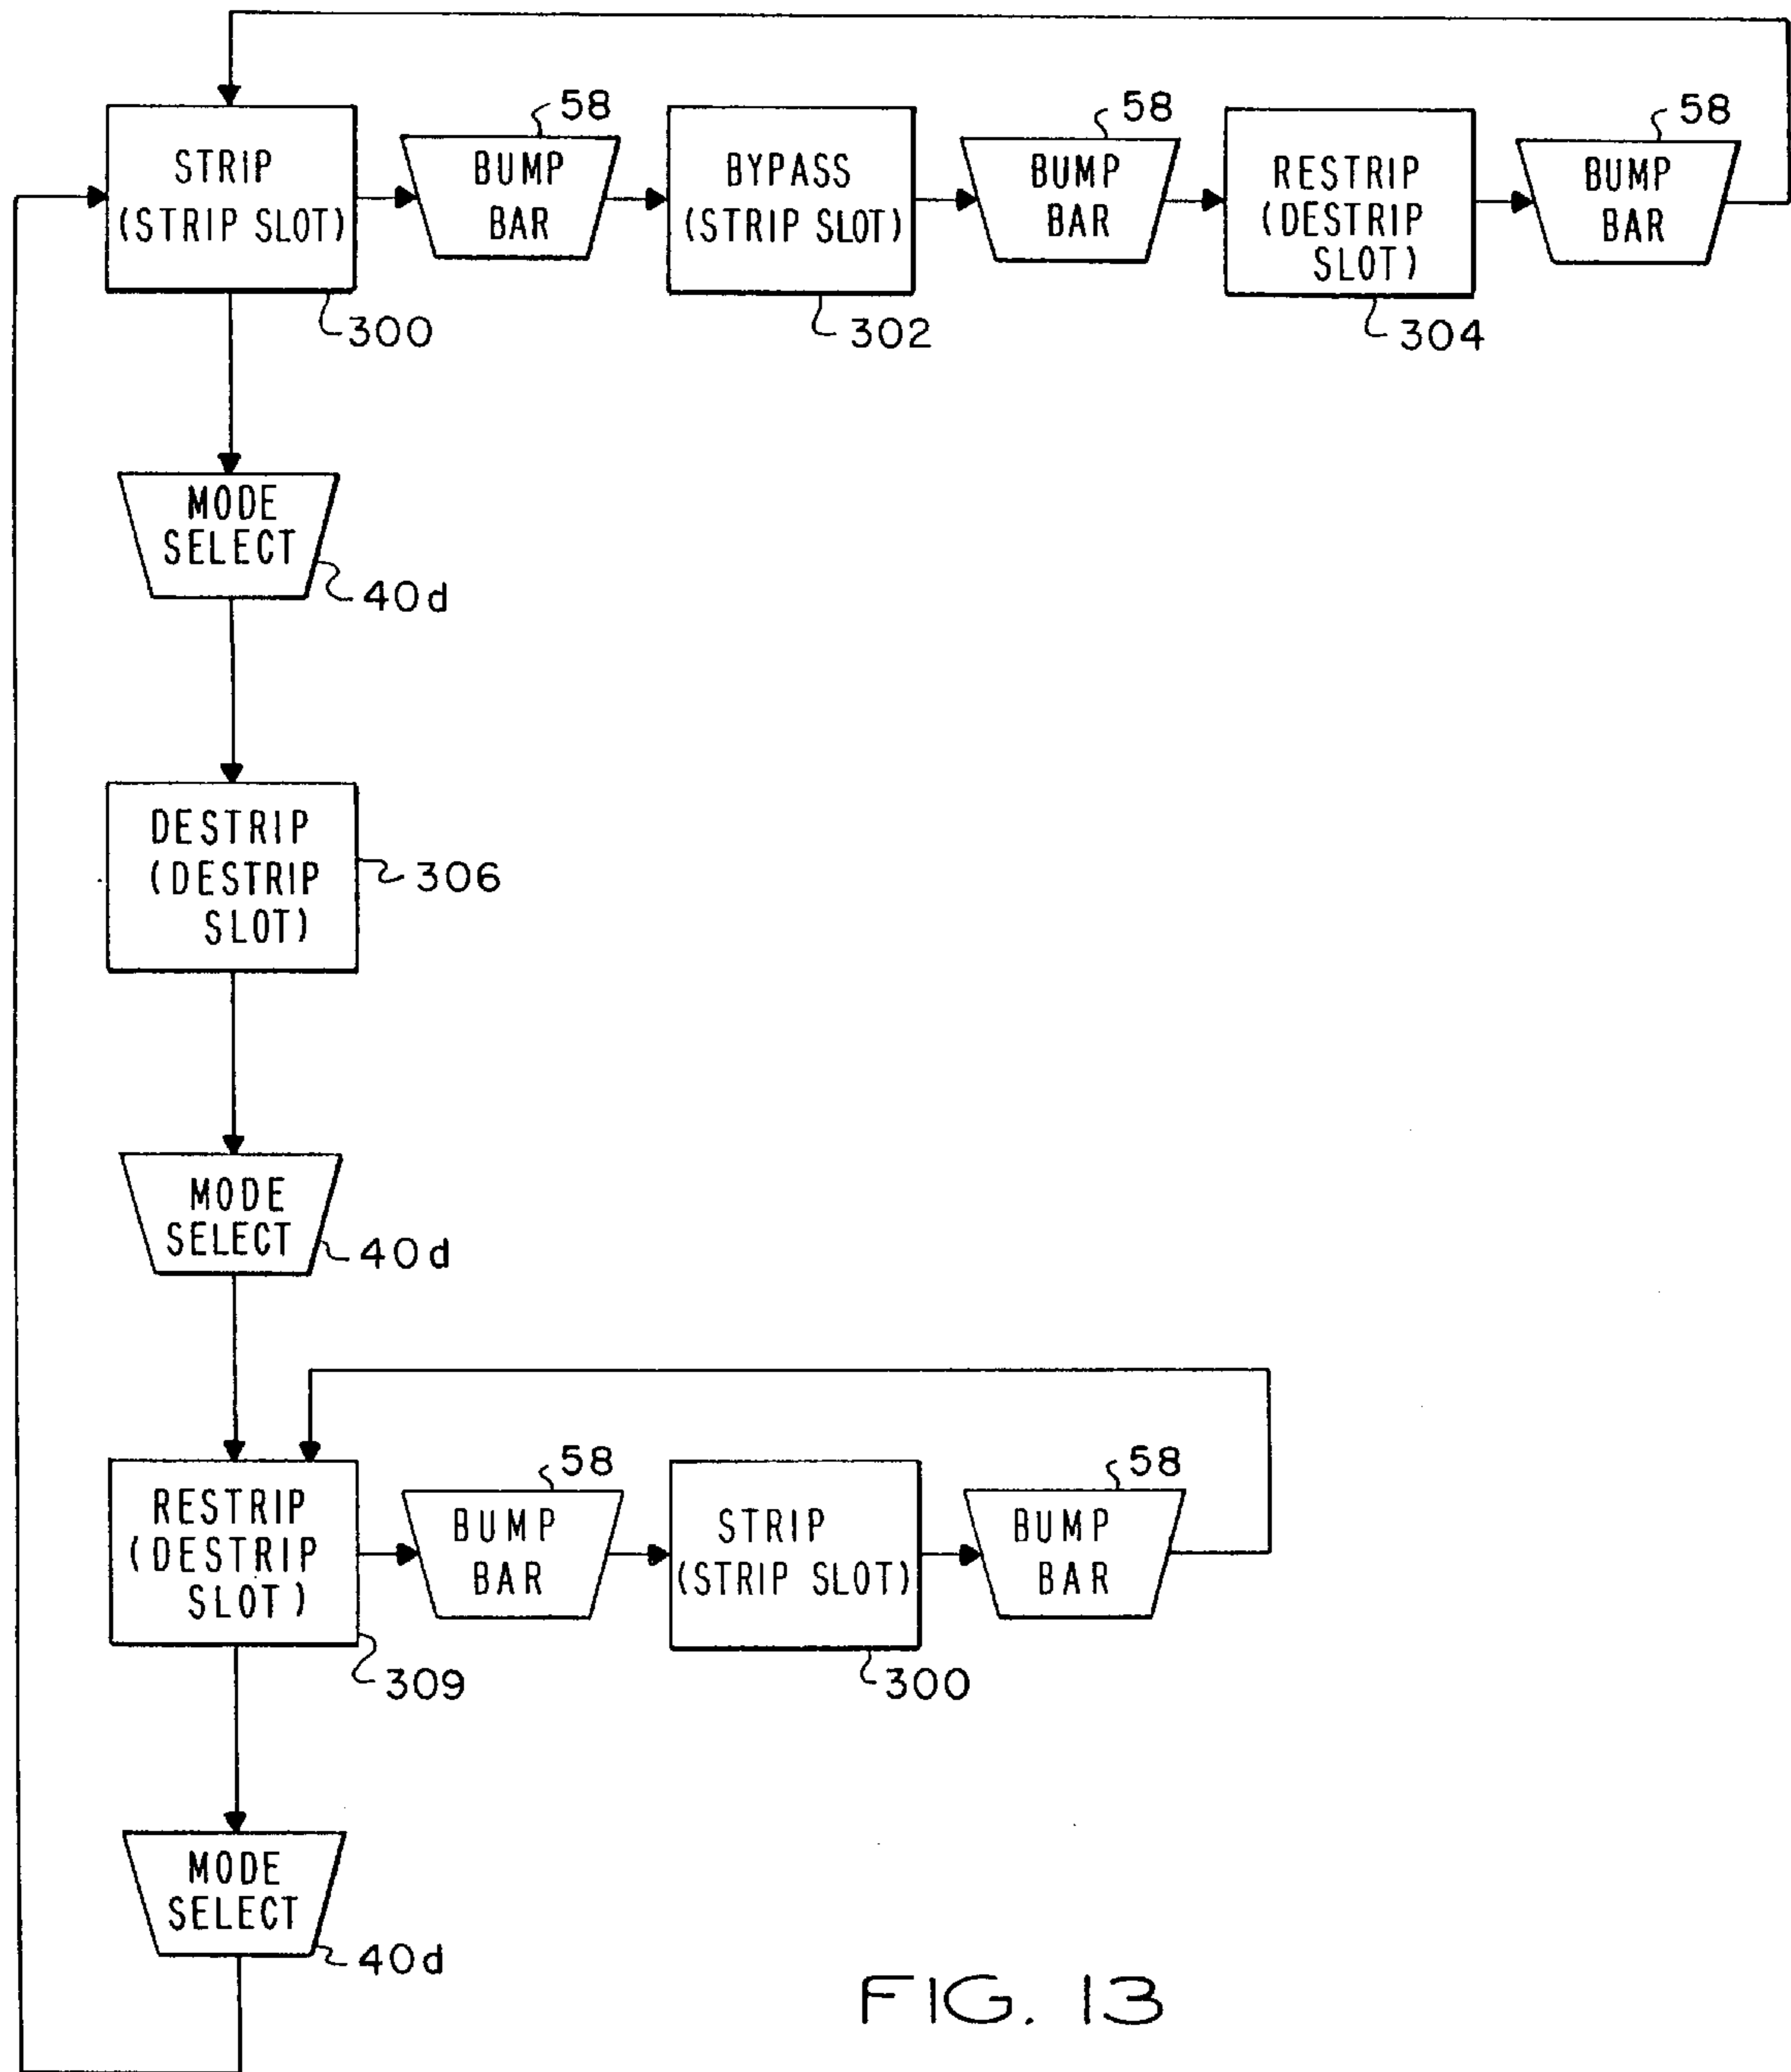 58
58
58
STRIP
(STRIP SLOT)
BUMP
BAR
BYPASS
(STRIP SLOT)
BUMP
BAR
RESTRIP
(DESTRIP
SLOT)
BUMP
BAR
300
302
304
MODE
SELECT
40d
DESTRIP
(DESTRIP
SLOT)
306
MODE
SELECT
40d
58
58
RESTRIP
(DESTRIP
SLOT)
BUMP
BAR
STRIP
(STRIP SLOT)
BUMP
BAR
309
300
MODE
SELECT
40d
FIG. 13